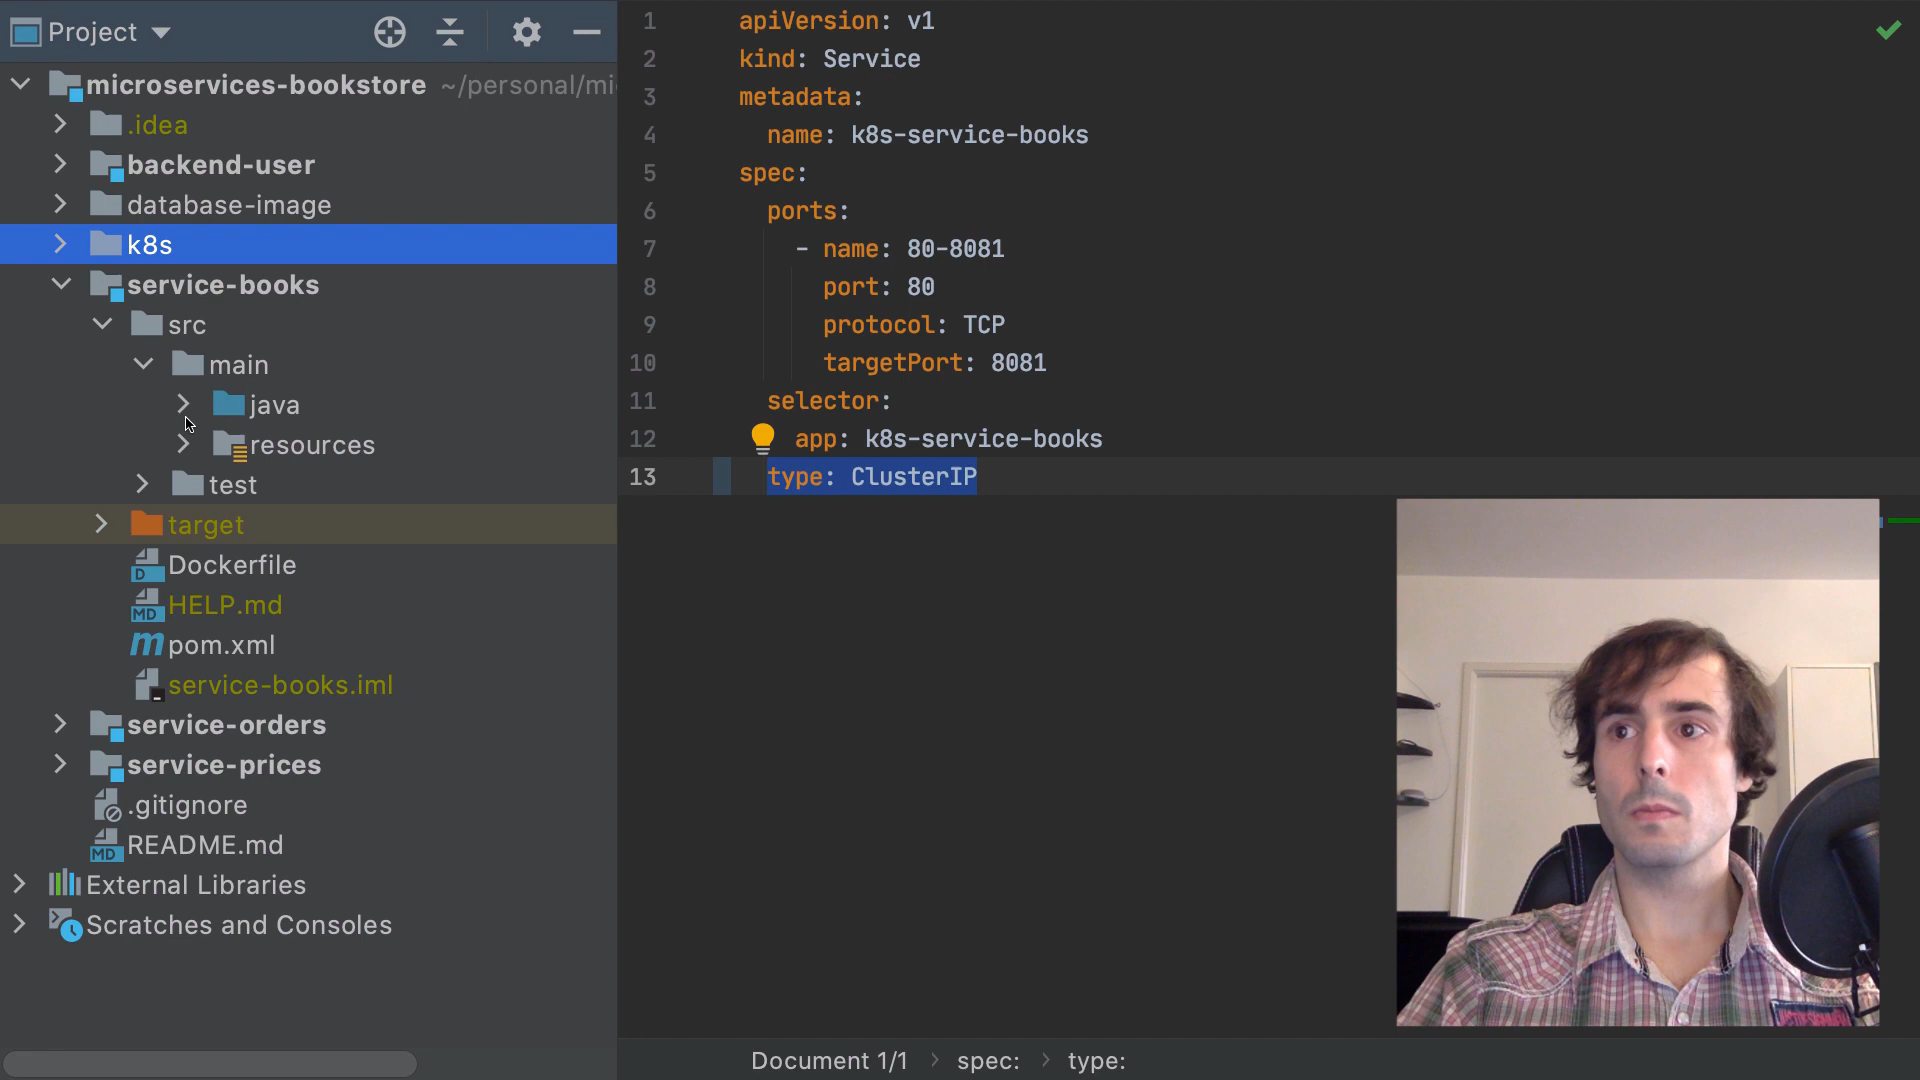 Project
microservices-bookstore ~/personal/mi
.idea
backend-user
database-image
k8s
service-books
src
main
java
resources
test
target
Dockerfile
HELP.md
pom.xml
service-books.iml
service-orders
service-prices
.gitignore
README.md
External Libraries
Scratches and Consoles
1 apiVersion: v1
2 kind: Service
3 metadata:
4 name: k8s-service-books
5 spec:
6 ports:
7 - name: 80-8081
8 port: 80
9 protocol: TCP
10 targetPort: 8081
11 selector:
12 app: k8s-service-books
13 type: ClusterIP
Document 1/1 > spec: > type: